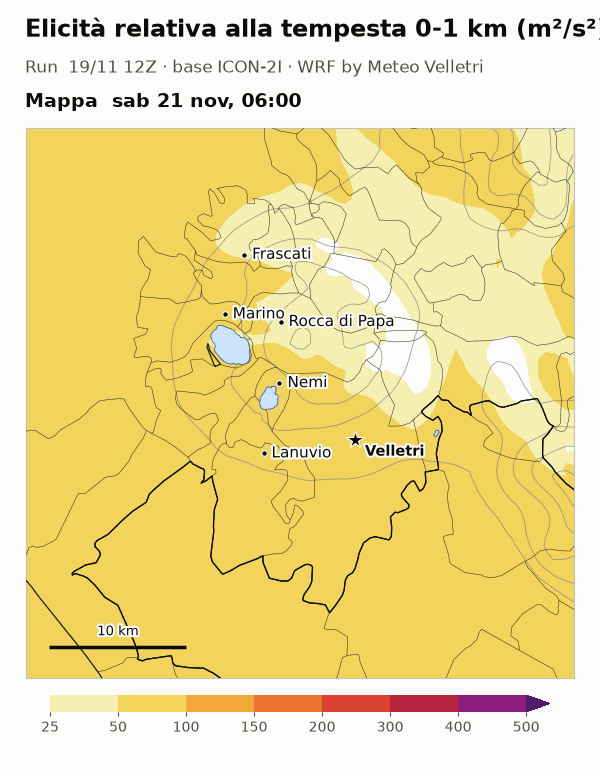 Elicità relativa alla tempesta 0-1 km (m²/s²)
Run 19/11 12Z · base ICON-2I · WRF by Meteo Velletri
Mappa sab 21 nov, 06:00
Frascati
Marino
Rocca di Papa
Nemi
Velletri
Lanuvio
10 km
25 50 100 150 200 300 400 500